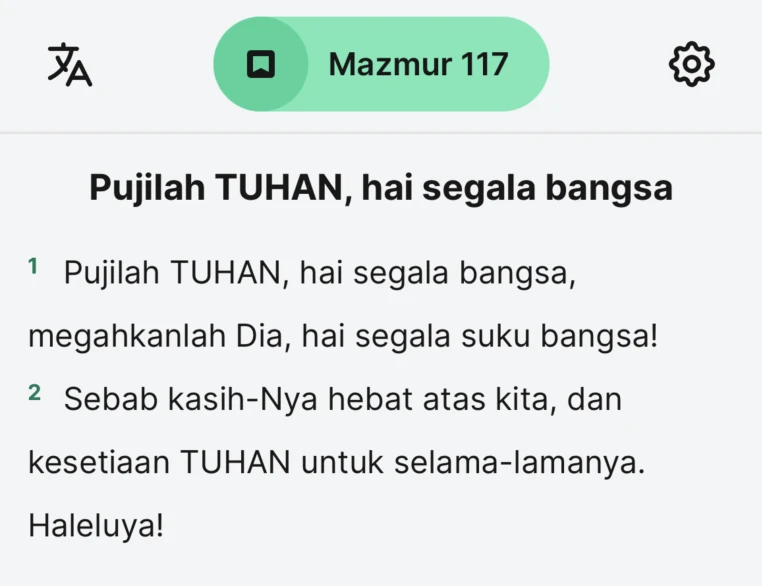 Mazmur 117
Pujilah TUHAN, hai segala bangsa
1 Pujilah TUHAN, hai segala bangsa,
megahkanlah Dia, hai segala suku bangsa!
2 Sebab kasih-Nya hebat atas kita, dan
kesetiaan TUHAN untuk selama-lamanya.
Haleluya!